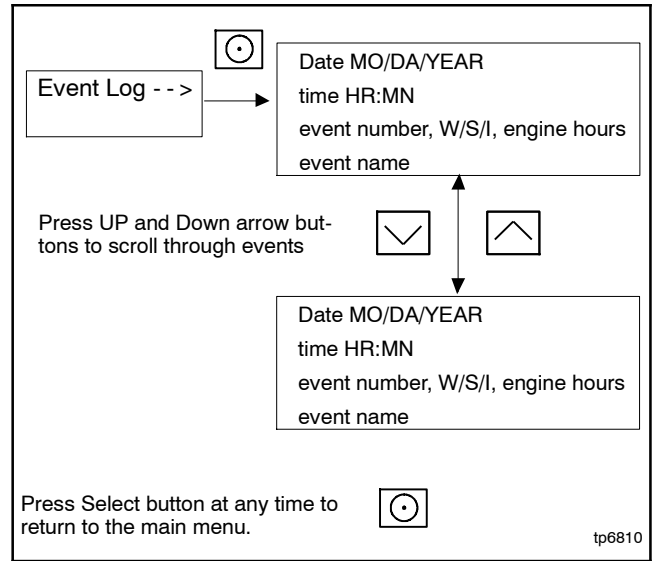 Event Log - - >
Date MO/DA/YEAR
time HR:MN
event number, W/S/I, engine hours
event name
Press UP and Down arrow but-
tons to scroll through events
Date MO/DA/YEAR
time HR:MN
event number, W/S/I, engine hours
event name
Press Select button at any time to
return to the main menu.
tp6810